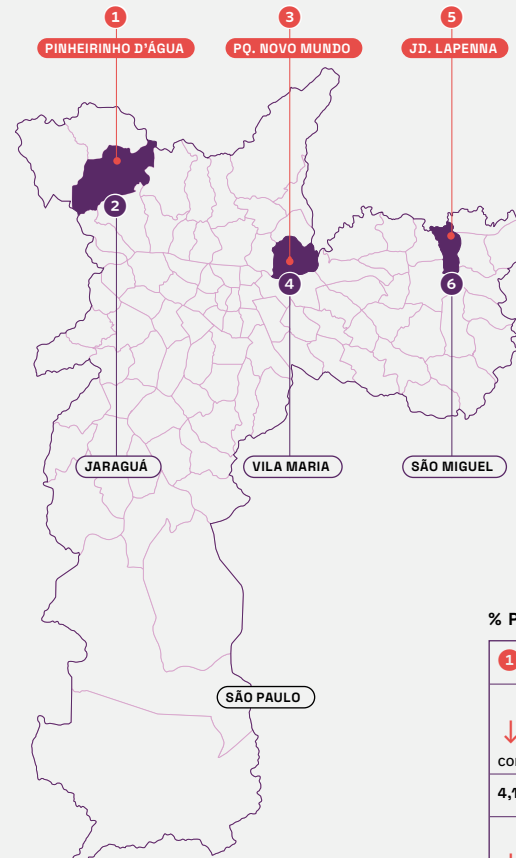 1 3 5
PINHEIRINHO D'ÁGUA PQ. NOVO MUNDO JD. LAPENNA
2
4 6
JARAGUÁ VILA MARIA SÃO MIGUEL
%
1
SÃO PAULO